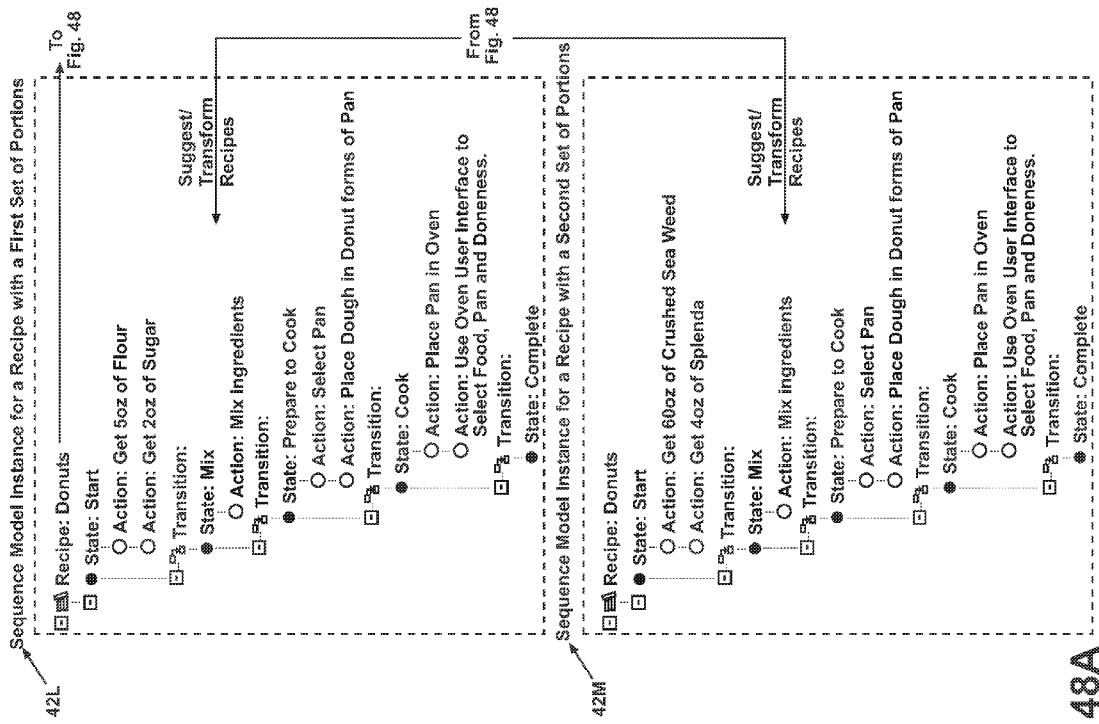 Sequence Model Instance for a Recipe with a First Set of Portions
42L
To
Fig. 48
Recipe: Donuts
State: Start
Action: Get 5oz of Flour
Action: Get 2oz of Sugar
Transition:
State: Mix
Action: Mix Ingredients
Transition:
State: Prepare to Cook
Action: Select Pan
Action: Place Dough in Donut forms of Pan
Transition:
State: Cook
Action: Place Pan in Oven
Action: Use Oven User Interface to
Select Food, Pan and Doneness.
Transition:
State: Complete
Suggest/
Transform
Recipes
From
Fig. 48
Sequence Model Instance for a Recipe with a Second Set of Portions
42M
Recipe: Donuts
State: Start
Action: Get 60oz of Crushed Sea Weed
Action: Get 4oz of Splenda
Transition:
State: Mix
Action: Mix Ingredients
Transition:
State: Prepare to Cook
Action: Select Pan
Action: Place Dough in Donut forms of Pan
Transition:
State: Cook
Action: Place Pan in Oven
Action: Use Oven User Interface to
Select Food, Pan and Doneness.
Transition:
State: Complete
Suggest/
Transform
Recipes
48A